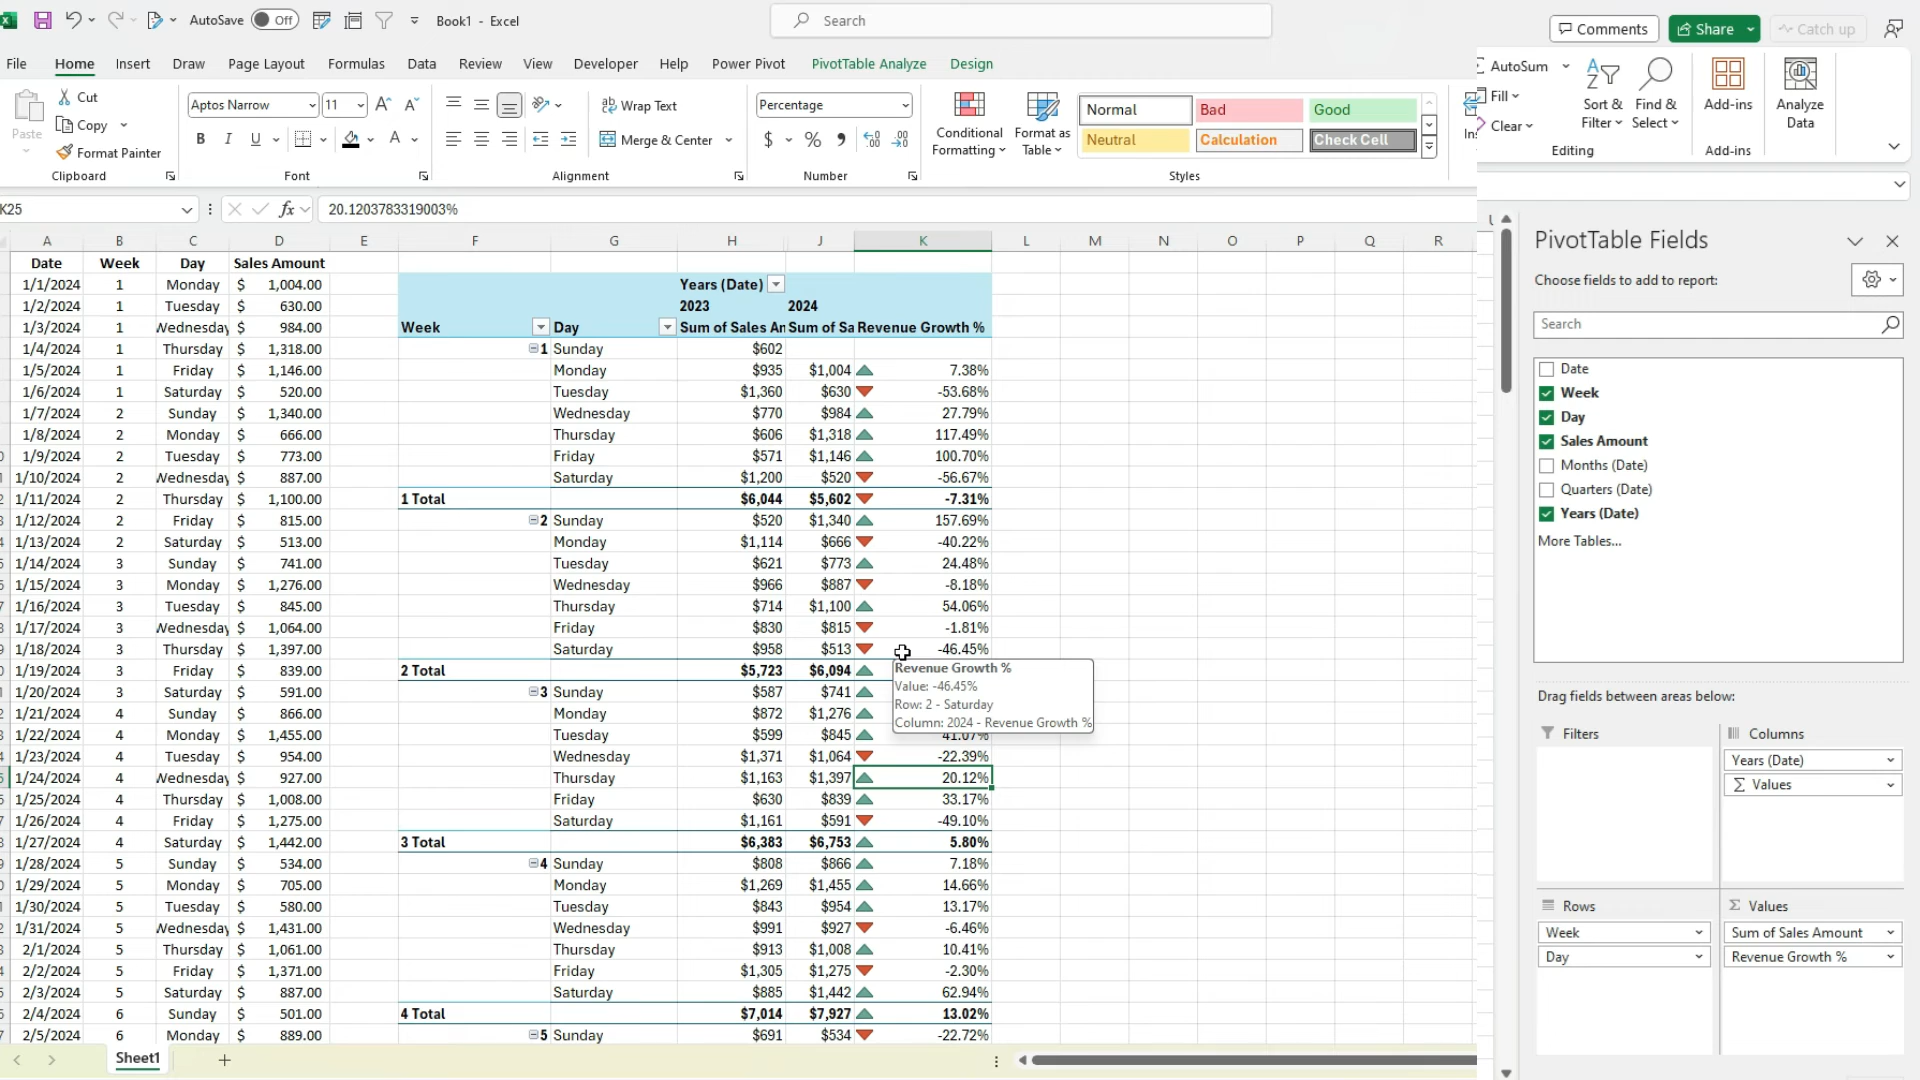 AutoSave Off Book1 - Excel Search
Comments Share Catch up
File Home Insert Draw Page Layout Formulas Data Review View Developer Help Power Pivot PivotTable Analyze Design
Paste Cut Copy Format Painter
Aptos Narrow 11
B I U
Wrap Text
Merge & Center
Percentage
$ % ,
Conditional Formatting
Format as Table
Normal Bad Good
Neutral Calculation Check Cell
AutoSum Fill Clear
Sort & Filter
Find & Select
Add-ins
Analyze Data
Clipboard Font Alignment Number Styles Editing Add-ins
K25 fx 20.1203783319003%
A B C D E F G H J K L M N O P Q R
Date Week Day Sales Amount
1/1/2024 1 Monday $ 1,004.00 Years (Date)
1/2/2024 1 Tuesday $ 630.00 2023 2024
1/3/2024 1 Wednesday $ 984.00 Week Day Sum of Sales An Sum of Sa Revenue Growth %
1/4/2024 1 Thursday $ 1,318.00 1 Sunday $602
1/5/2024 1 Friday $ 1,146.00 Monday $935 $1,004 7.38%
1/6/2024 1 Saturday $ 520.00 Tuesday $1,360 $630 -53.68%
1/7/2024 2 Sunday $ 1,340.00 Wednesday $770 $984 27.79%
1/8/2024 2 Monday $ 666.00 Thursday $606 $1,318 117.49%
1/9/2024 2 Tuesday $ 773.00 Friday $571 $1,146 100.70%
1/10/2024 2 Wednesday $ 887.00 Saturday $1,200 $520 -56.67%
1/11/2024 2 Thursday $ 1,100.00 1 Total $6,044 $5,602 -7.31%
1/12/2024 2 Friday $ 815.00 2 Sunday $520 $1,340 157.69%
1/13/2024 2 Saturday $ 513.00 Monday $1,114 $666 -40.22%
1/14/2024 3 Sunday $ 741.00 Tuesday $621 $773 24.48%
1/15/2024 3 Monday $ 1,276.00 Wednesday $966 $887 -8.18%
1/16/2024 3 Tuesday $ 845.00 Thursday $714 $1,100 54.06%
1/17/2024 3 Wednesday $ 1,064.00 Friday $830 $815 -1.81%
1/18/2024 3 Thursday $ 1,397.00 Saturday $958 $513 -46.45%
1/19/2024 3 Friday $ 839.00 2 Total $5,723 $6,094
1/20/2024 3 Saturday $ 591.00 3 Sunday $587 $741
1/21/2024 4 Sunday $ 866.00 Monday $872 $1,276
1/22/2024 4 Monday $ 1,455.00 Tuesday $599 $845 41.07%
1/23/2024 4 Tuesday $ 954.00 Wednesday $1,371 $1,064 -22.39%
1/24/2024 4 Wednesday $ 927.00 Thursday $1,163 $1,397 20.12%
1/25/2024 4 Thursday $ 1,008.00 Friday $630 $839 33.17%
1/26/2024 4 Friday $ 1,275.00 Saturday $1,161 $591 -49.10%
1/27/2024 4 Saturday $ 1,442.00 3 Total $6,383 $6,753 5.80%
1/28/2024 5 Sunday $ 534.00 4 Sunday $808 $866 7.18%
1/29/2024 5 Monday $ 705.00 Monday $1,269 $1,455 14.66%
1/30/2024 5 Tuesday $ 580.00 Tuesday $843 $954 13.17%
1/31/2024 5 Wednesday $ 1,431.00 Wednesday $991 $927 -6.46%
2/1/2024 5 Thursday $ 1,061.00 Thursday $913 $1,008 10.41%
2/2/2024 5 Friday $ 1,371.00 Friday $1,305 $1,275 -2.30%
2/3/2024 5 Saturday $ 887.00 Saturday $885 $1,442 62.94%
2/4/2024 6 Sunday $ 501.00 4 Total $7,014 $7,927 13.02%
2/5/2024 6 Monday $ 889.00 5 Sunday $691 $534 -22.72%
Revenue Growth %
Value: -46.45%
Row: 2 - Saturday
Column: 2024 - Revenue Growth %
Sheet1
PivotTable Fields
Choose fields to add to report:
Search
Date
Week
Day
Sales Amount
Months (Date)
Quarters (Date)
Years (Date)
More Tables...
Drag fields between areas below:
Filters Columns
Years (Date)
Σ Values
Rows Σ Values
Week Sum of Sales Amount
Day Revenue Growth %